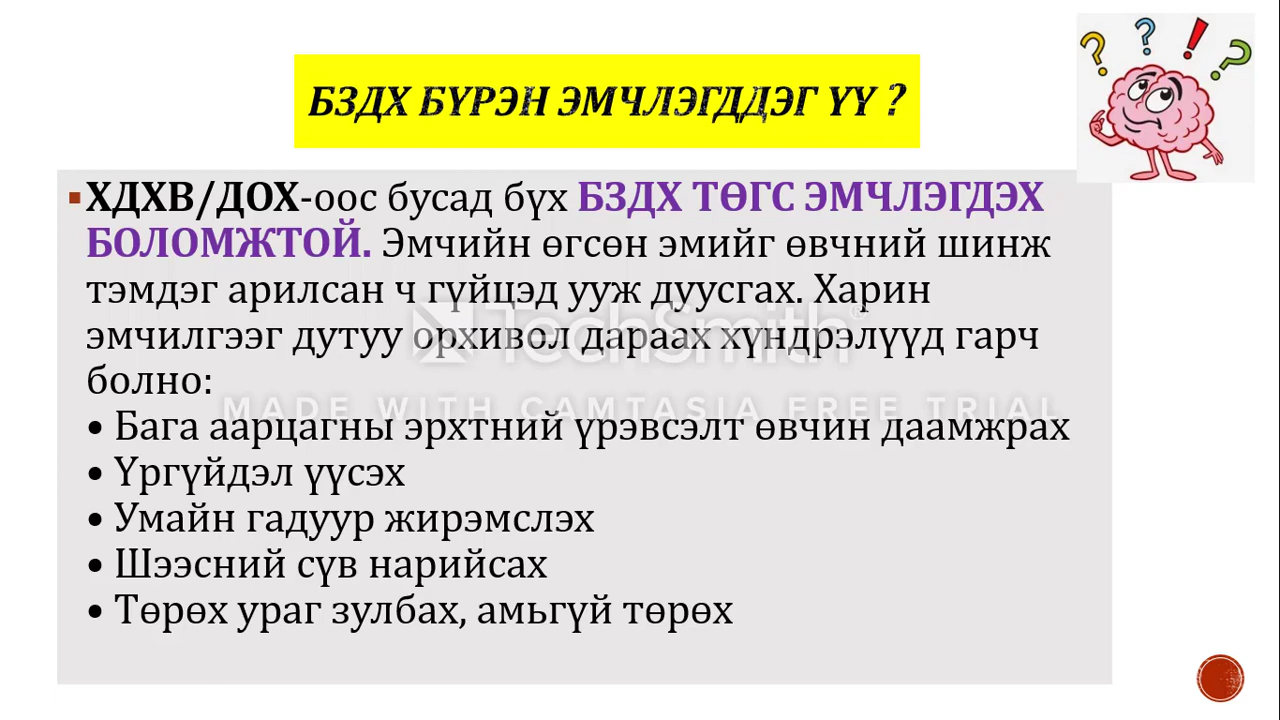 БЗДХ БҮРЭН ЭМЧЛЭГДДЭГ ҮҮ ?
▪ХДХВ/ДОХ-оос бусад бүх БЗДХ ТӨГС ЭМЧЛЭГДЭХ
БОЛОМЖТОЙ. Эмчийн өгсөн эмийг өвчний шинж
тэмдэг арилсан ч гүйцэд ууж дуусгах. Харин
эмчилгээг дутуу орхивол дараах хүндрэлүүд гарч
болно:
• Бага аарцагны эрхтний үрэвсэлт өвчин даамжрах
• Үргүйдэл үүсэх
• Умайн гадуур жирэмслэх
• Шээсний сүв нарийсах
• Төрөх ураг зулбах, амьгүй төрөх
TechSmith®
MADE WITH CAMTASIA FREE TRIAL